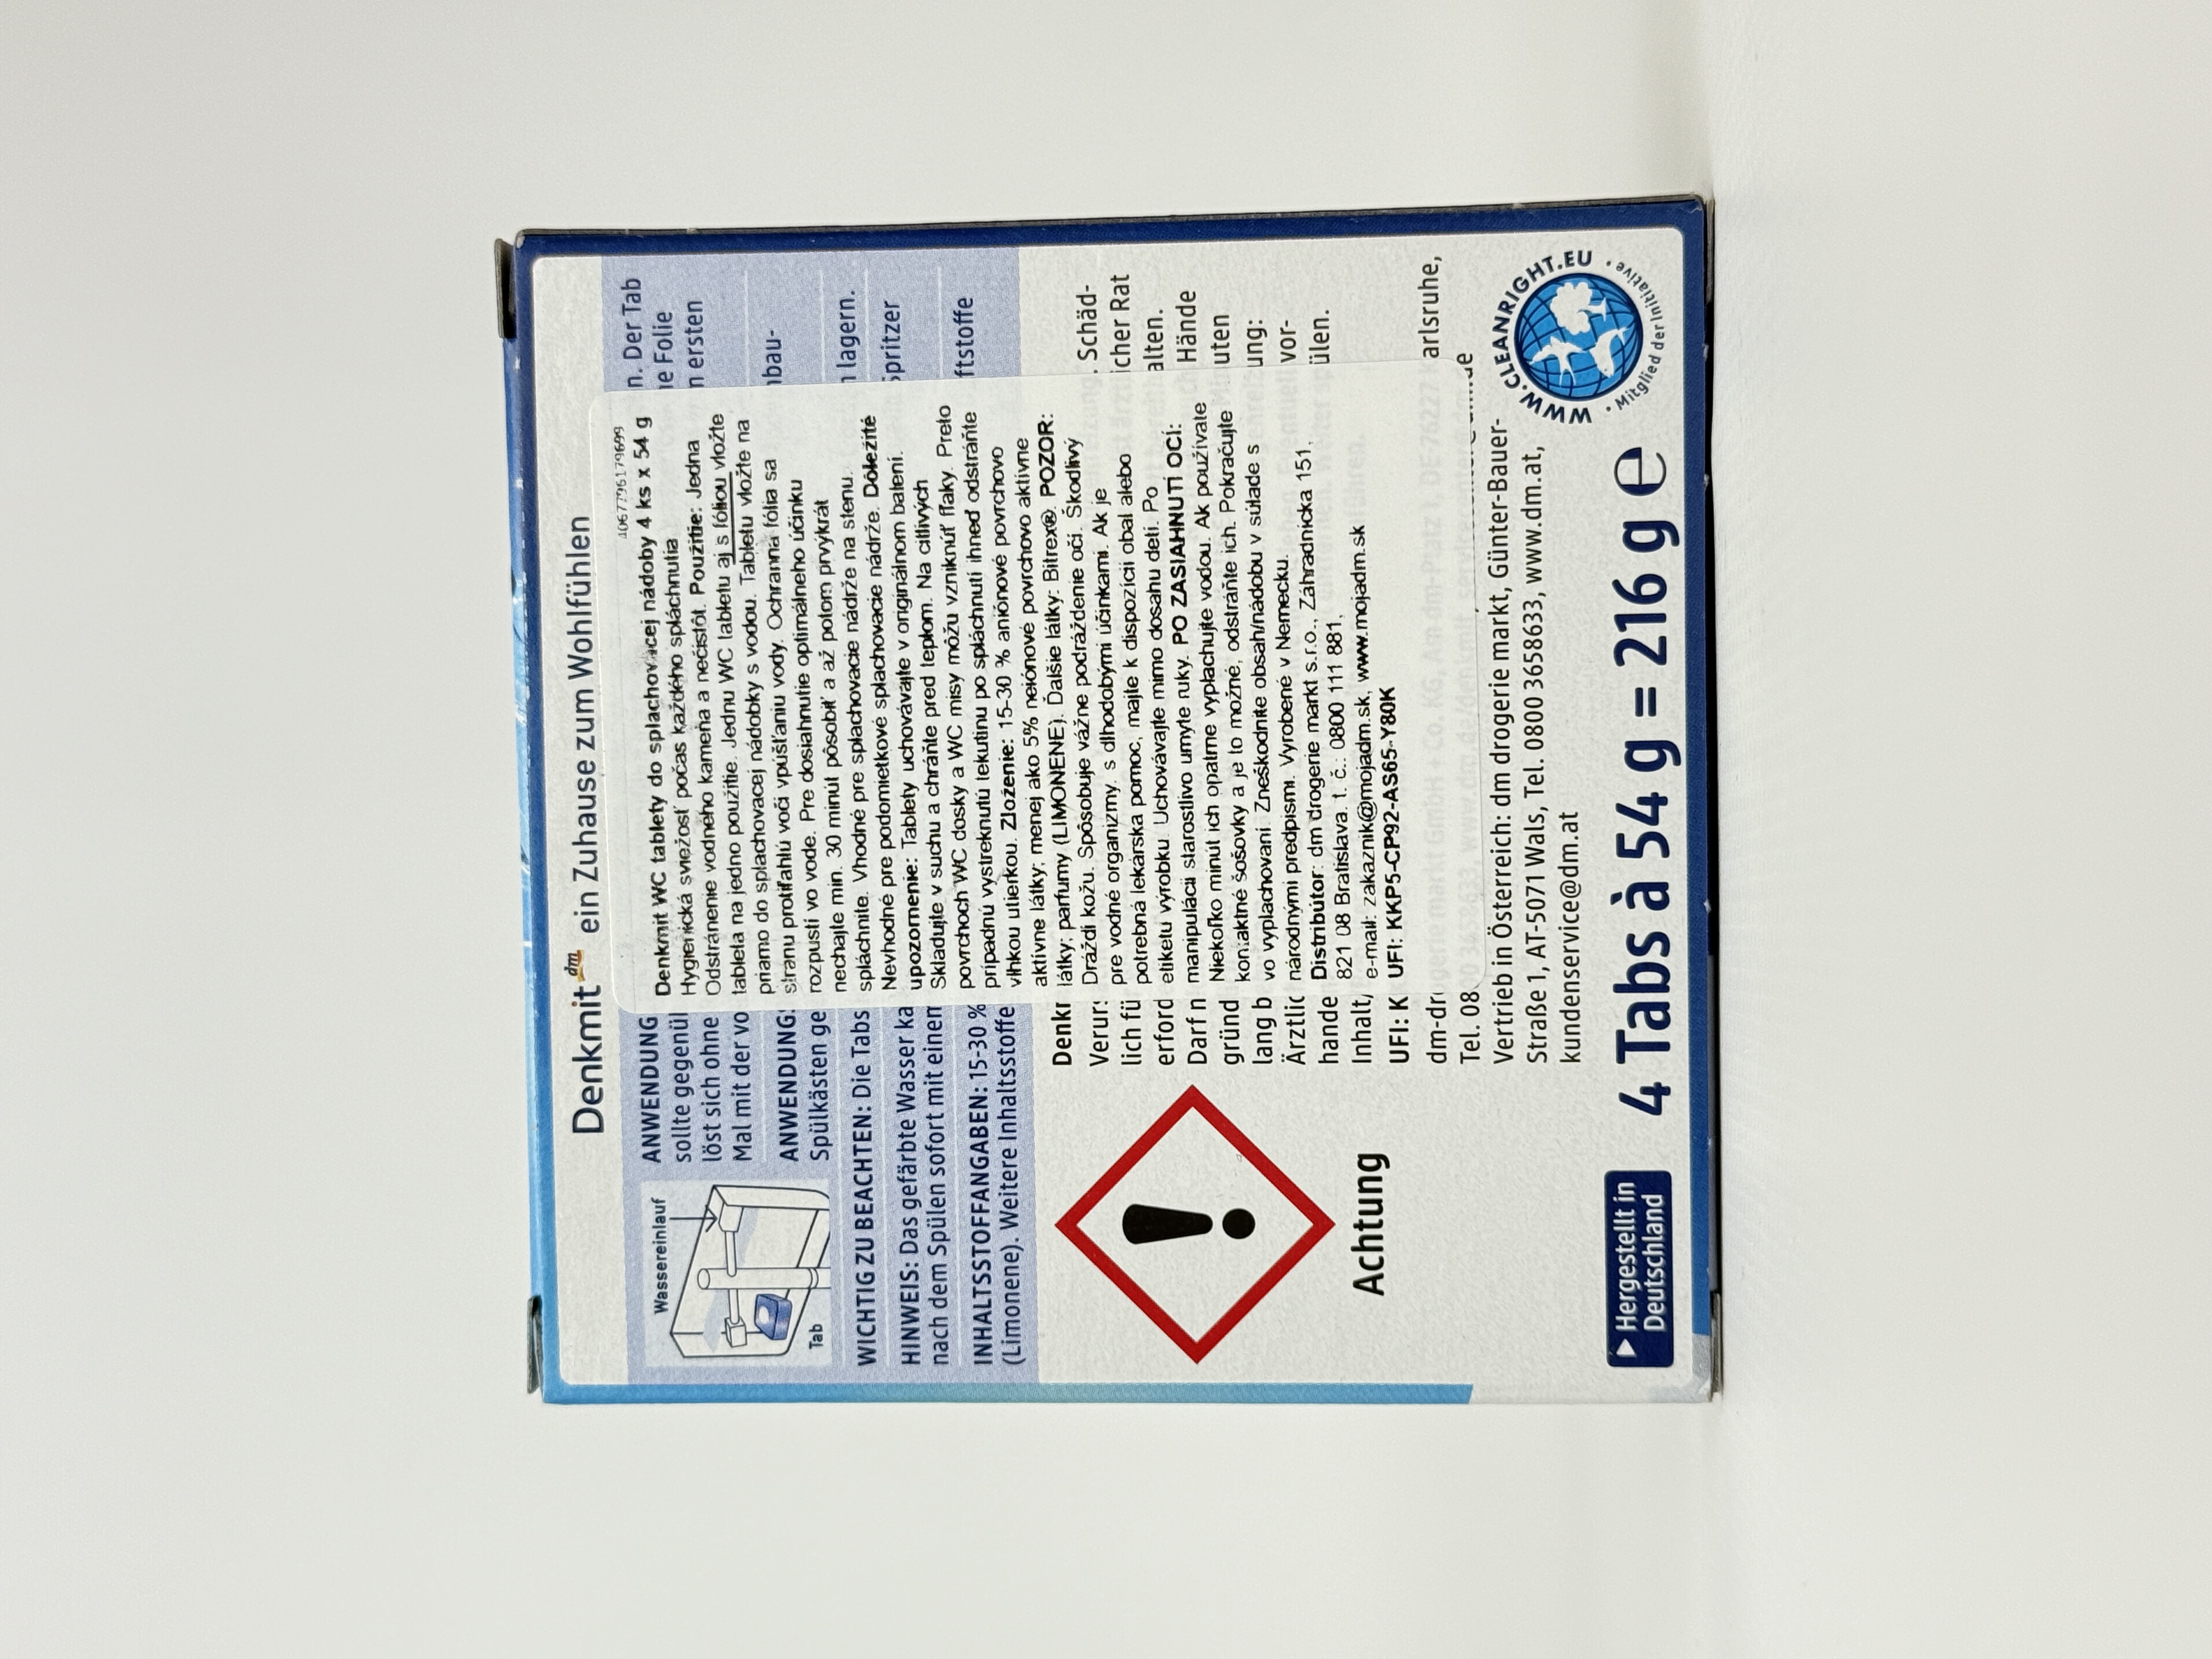 Denkmit dm ein Zuhause zum Wohlfühlen
Wassereinlauf
Tab
ANWENDUNG
sollte gegenül
löst sich ohne
Mal mit der vo
ANWENDUNG:
Spülkästen ge
WICHTIG ZU BEACHTEN: Die Tabs
HINWEIS: Das gefärbte Wasser ka
nach dem Spülen sofort mit einem
INHALTSSTOFFANGABEN: 15-30 %
(Limonene). Weitere Inhaltsstoffe
n. Der Tab
ne Folie
n ersten
nbau-
n lagern.
Spritzer
ftstoffe
4067796179699
Denkmit WC tablety do splachovacej nádoby 4 ks x 54 g
Hygienická sviežosť počas každého spláchnutia
Odstránenie vodného kameňa a nečistôt. Použitie: Jedna
tableta na jedno použitie. Jednu WC tabletu aj s fóliou vložte
priamo do splachovacej nádobky s vodou. Tabletu vložte na
stranu protiľahlú voči vpúšťaniu vody. Ochranná fólia sa
rozpustí vo vode. Pre dosiahnutie optimálneho účinku
nechajte min. 30 minút pôsobiť a až potom prvýkrát
spláchnite. Vhodné pre splachovacie nádrže na stenu.
Nevhodné pre podomietkové splachovacie nádrže. Dôležité
upozornenie: Tablety uchovávajte v originálnom balení.
Skladujte v suchu a chráňte pred teplom. Na citlivých
povrchoch WC dosky a WC misy môžu vzniknúť fľaky. Preto
prípadnú vystreknutú tekutinu po spláchnutí ihneď odstráňte
vlhkou utierkou. Zloženie: 15-30 % aniónové povrchovo
aktívne látky; menej ako 5% neiónové povrchovo aktívne
látky; parfumy (LIMONENE). Ďalšie látky: Bitrex®. POZOR:
Dráždi kožu. Spôsobuje vážne podráždenie očí. Škodlivý
pre vodné organizmy, s dlhodobými účinkami. Ak je
potrebná lekárska pomoc, majte k dispozícii obal alebo
etiketu výrobku. Uchovávajte mimo dosahu detí. Po
manipulácii starostlivo umyte ruky. PO ZASIAHNUTÍ OČÍ:
Niekoľko minút ich opatrne vyplachujte vodou. Ak používate
kontaktné šošovky a je to možné, odstráňte ich. Pokračujte
vo vyplachovaní. Zneškodnite obsah/nádobu v súlade s
národnými predpismi. Vyrobené v Nemecku.
Distribútor: dm drogerie markt s.r.o., Záhradnícka 151,
821 08 Bratislava. t. č.: 0800 111 881,
e-mail: zakaznik@mojadm.sk, www.mojadm.sk
UFI: KKP5-CP92-AS65-Y80K
Denkr
Verur:
lich fü
erford
Darf n
gründ
lang b
Ärztlic
hande
Inhalt/
UFI: K
dm-dr
Tel. 08
. Schäd-
icher Rat
alten.
Hände
uten
ung:
vor-
ülen.
arlsruhe,
Vertrieb in Österreich: dm drogerie markt, Günter-Bauer-
Straße 1, AT-5071 Wals, Tel. 0800 3658633, www.dm.at,
kundenservice@dm.at
Achtung
WWW.CLEANRIGHT.EU
• Mitglied der Initiative •
Hergestellt in
Deutschland
4 Tabs à 54 g = 216 g ℮